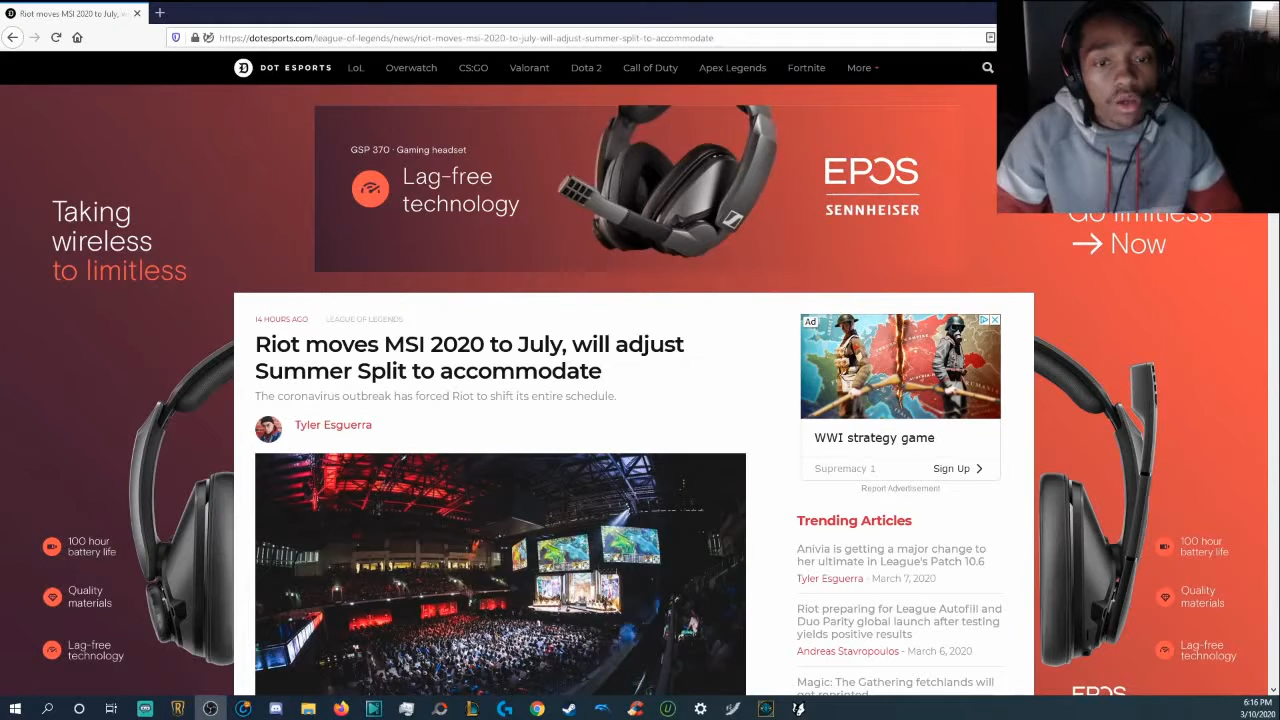 Riot moves MSI 2020 to July, w
https://dotesports.com/league-of-legends/news/riot-moves-msi-2020-to-july-will-adjust-summer-split-to-accommodate
DOT ESPORTS
LoL
Overwatch
CS:GO
Valorant
Dota 2
Call of Duty
Apex Legends
Fortnite
More
GSP 370 · Gaming headset
Lag-free
technology
EPOS
SENNHEISER
Taking
wireless
to limitless
Go limitless
→ Now
14 HOURS AGO
LEAGUE OF LEGENDS
Riot moves MSI 2020 to July, will adjust
Summer Split to accommodate
The coronavirus outbreak has forced Riot to shift its entire schedule.
Tyler Esguerra
Ad
WWI strategy game
Supremacy 1
Sign Up
Report Advertisement
Trending Articles
Anivia is getting a major change to
her ultimate in League's Patch 10.6
Tyler Esguerra - March 7, 2020
Riot preparing for League Autofill and
Duo Parity global launch after testing
yields positive results
Andreas Stavropoulos - March 6, 2020
Magic: The Gathering fetchlands will
get reprinted
100 hour
battery life
Quality
materials
Lag-free
technology
100 hour
battery life
Quality
materials
Lag-free
technology
EPOS
6:16 PM
3/10/2020